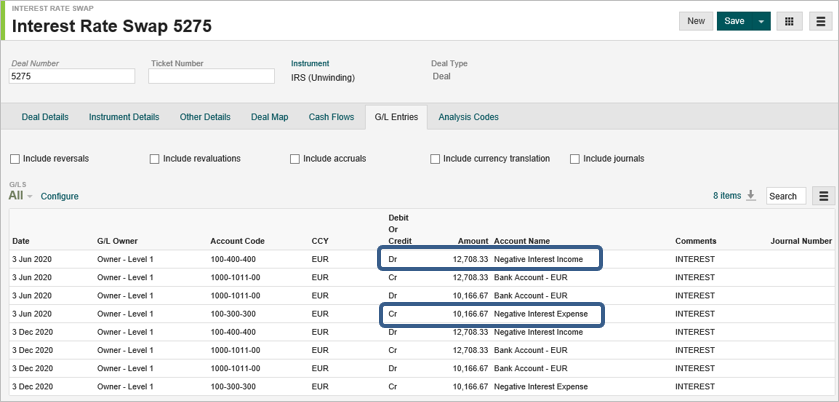 INTEREST RATE SWAP
Interest Rate Swap 5275
New Save
Deal Number Ticket Number Instrument Deal Type
5275 IRS (Unwinding) Deal
Deal Details Instrument Details Other Details Deal Map Cash Flows G/L Entries Analysis Codes
Include reversals Include revaluations Include accruals Include currency translation Include journals
G/LS
All Configure 8 items Search
Debit
Or
Date G/L Owner Account Code CCY Credit Amount Account Name Comments Journal Number
3 Jun 2020 Owner - Level 1 100-400-400 EUR Dr 12,708.33 Negative Interest Income INTEREST
3 Jun 2020 Owner - Level 1 1000-1011-00 EUR Cr 12,708.33 Bank Account - EUR INTEREST
3 Jun 2020 Owner - Level 1 1000-1011-00 EUR Dr 10,166.67 Bank Account - EUR INTEREST
3 Jun 2020 Owner - Level 1 100-300-300 EUR Cr 10,166.67 Negative Interest Expense INTEREST
3 Dec 2020 Owner - Level 1 100-400-400 EUR Dr 12,708.33 Negative Interest Income INTEREST
3 Dec 2020 Owner - Level 1 1000-1011-00 EUR Cr 12,708.33 Bank Account - EUR INTEREST
3 Dec 2020 Owner - Level 1 1000-1011-00 EUR Dr 10,166.67 Bank Account - EUR INTEREST
3 Dec 2020 Owner - Level 1 100-300-300 EUR Cr 10,166.67 Negative Interest Expense INTEREST